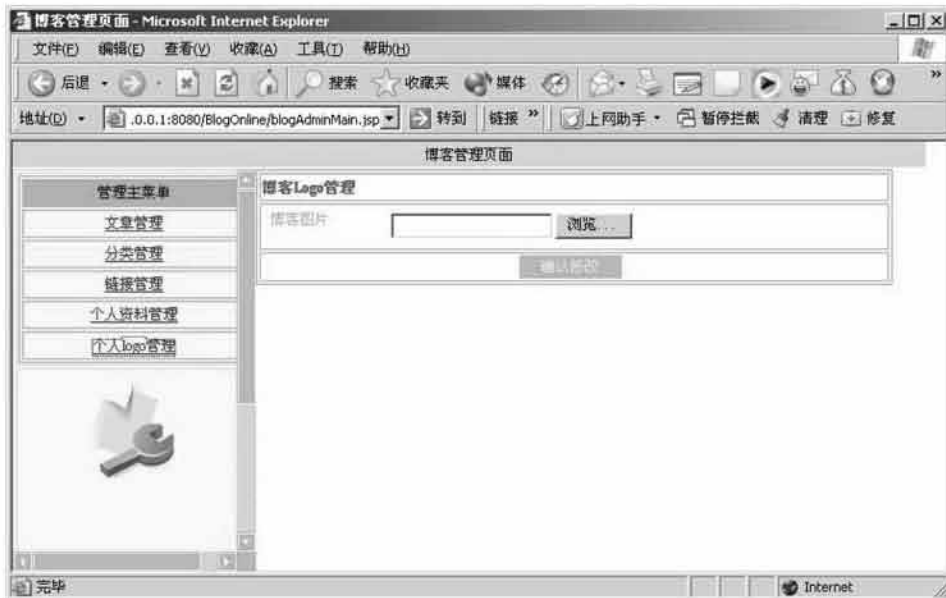 博客管理页面 - Microsoft Internet Explorer
文件(F) 编辑(E) 查看(V) 收藏(A) 工具(T) 帮助(H)
后退 搜索 收藏夹 媒体 »
地址(D) .0.0.1:8080/BlogOnline/blogAdminMain.jsp 转到 链接 » 上网助手 暂停拦截 清理 修复
博客管理页面
管理主菜单
文章管理
分类管理
链接管理
个人资料管理
个人logo管理
博客Logo管理
博客图片 浏览...
确认修改
完毕 Internet